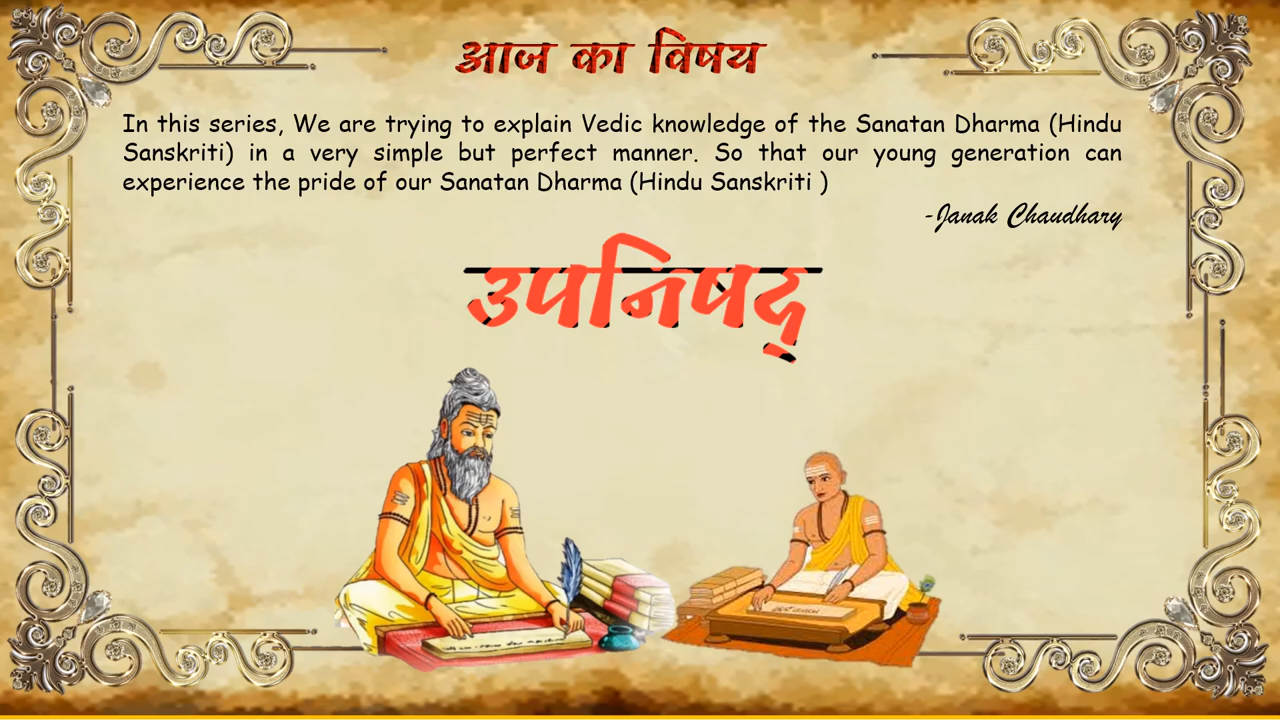 आज का विषय
In this series, We are trying to explain Vedic knowledge of the Sanatan Dharma (Hindu
Sanskriti) in a very simple but perfect manner. So that our young generation can
experience the pride of our Sanatan Dharma (Hindu Sanskriti )
-Janak Chaudhary
उपनिषद्